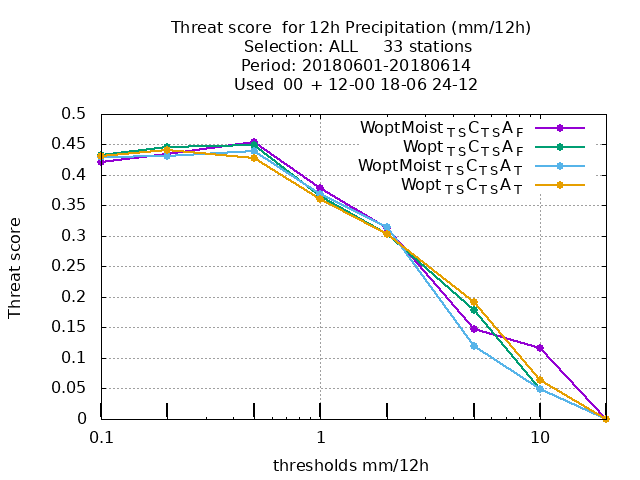 Threat score for 12h Precipitation (mm/12h)
Selection: ALL 33 stations
Period: 20180601-20180614
Used 00 + 12-00 18-06 24-12
0.5
0.45
0.4
0.35
0.3
0.25
0.2
0.15
0.1
0.05
0
Threat score
WoptMoist TS C TS A F
Wopt TS C TS A F
WoptMoist TS C TS A T
Wopt TS C TS A T
0.1 1 10
thresholds mm/12h